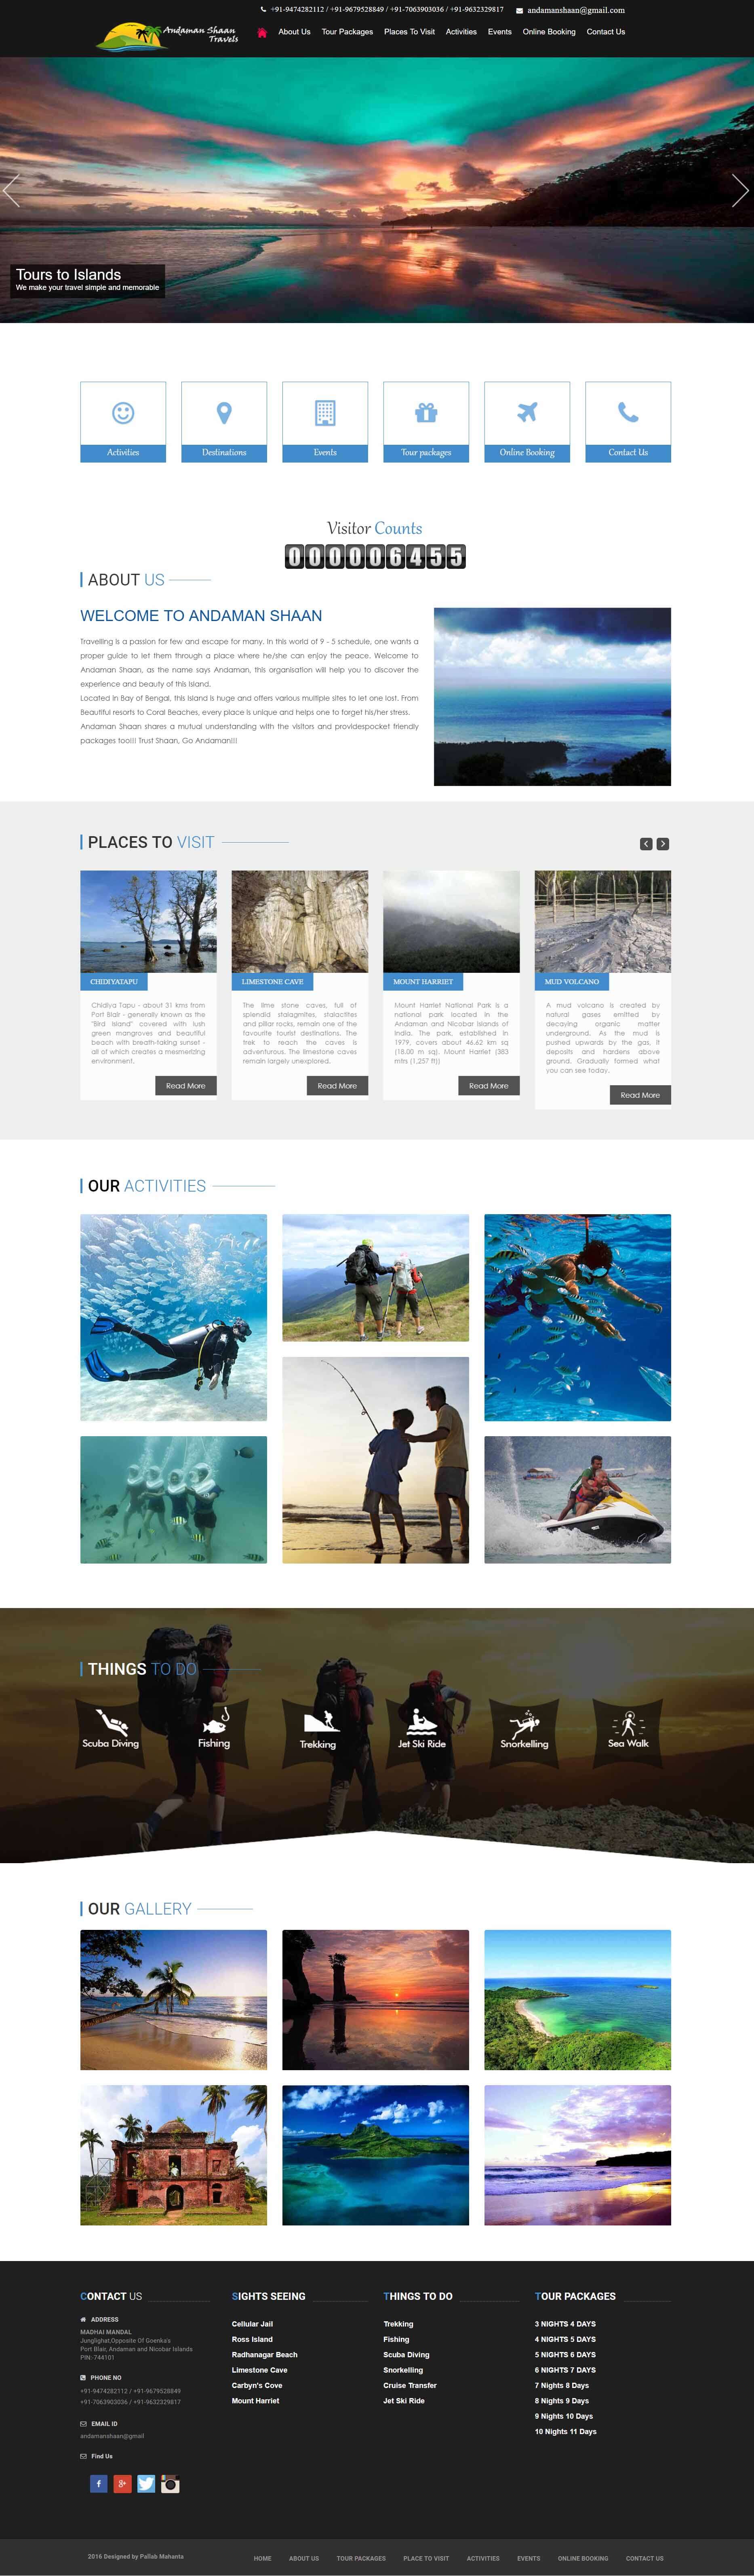 +91-9474282112 / +91-9679528849 / +91-7063903036 / +91-9632329817 andamanshaan@gmail.com
Andaman Shaan
Travels
About Us Tour Packages Places To Visit Activities Events Online Booking Contact Us
Tours to Islands
We make your travel simple and memorable
Activities Destinations Events Tour packages Online Booking Contact Us
Visitor Counts
000006455
ABOUT US
WELCOME TO ANDAMAN SHAAN
Travelling is a passion for few and escape for many. In this world of 9 - 5 schedule, one wants a
proper guide to let them through a place where he/she can enjoy the peace. Welcome to
Andaman Shaan, as the name says Andaman, this organisation will help you to discover the
experience and beauty of this Island.
Located in Bay of Bengal, this Island is huge and offers various multiple sites to let one lost. From
Beautiful resorts to Coral Beaches, every place is unique and helps one to forget his/her stress.
Andaman Shaan shares a mutual understanding with the visitors and providespocket friendly
packages too!!! Trust Shaan, Go Andaman!!!
PLACES TO VISIT
CHIDIYATAPU
Chidiya Tapu - about 31 kms from
Port Blair - generally known as the
"Bird Island" covered with lush
green mangroves and beautiful
beach with breath-taking sunset -
all of which creates a mesmerizing
environment.
Read More
LIMESTONE CAVE
The lime stone caves, full of
splendid stalagmites, stalactites
and pillar rocks, remain one of the
favourite tourist destinations. The
trek to reach the caves is
adventurous. The limestone caves
remain largely unexplored.
Read More
MOUNT HARRIET
Mount Harriet National Park is a
national park located in the
Andaman and Nicobar Islands of
India. The park, established in
1979, covers about 46.62 km sq
(18.00 m sq). Mount Harriet (383
mtrs (1,257 ft))
Read More
MUD VOLCANO
A mud volcano is created by
natural gases emitted by
decaying organic matter
underground. As the mud is
pushed upwards by the gas, it
deposits and hardens above
ground. Gradually formed what
you can see today.
Read More
OUR ACTIVITIES
THINGS TO DO
Scuba Diving Fishing Trekking Jet Ski Ride Snorkelling Sea Walk
OUR GALLERY
CONTACT US
ADDRESS
MADHAI MANDAL
Junglighat,Opposite Of Goenka's
Port Blair, Andaman and Nicobar Islands
PIN:-744101
PHONE NO
+91-9474282112 / +91-9679528849
+91-7063903036 / +91-9632329817
EMAIL ID
andamanshaan@gmail
Find Us
SIGHTS SEEING
Cellular Jail
Ross Island
Radhanagar Beach
Limestone Cave
Carbyn's Cove
Mount Harriet
THINGS TO DO
Trekking
Fishing
Scuba Diving
Snorkelling
Cruise Transfer
Jet Ski Ride
TOUR PACKAGES
3 NIGHTS 4 DAYS
4 NIGHTS 5 DAYS
5 NIGHTS 6 DAYS
6 NIGHTS 7 DAYS
7 Nights 8 Days
8 Nights 9 Days
9 Nights 10 Days
10 Nights 11 Days
2016 Designed by Pallab Mahanta
HOME ABOUT US TOUR PACKAGES PLACE TO VISIT ACTIVITIES EVENTS ONLINE BOOKING CONTACT US